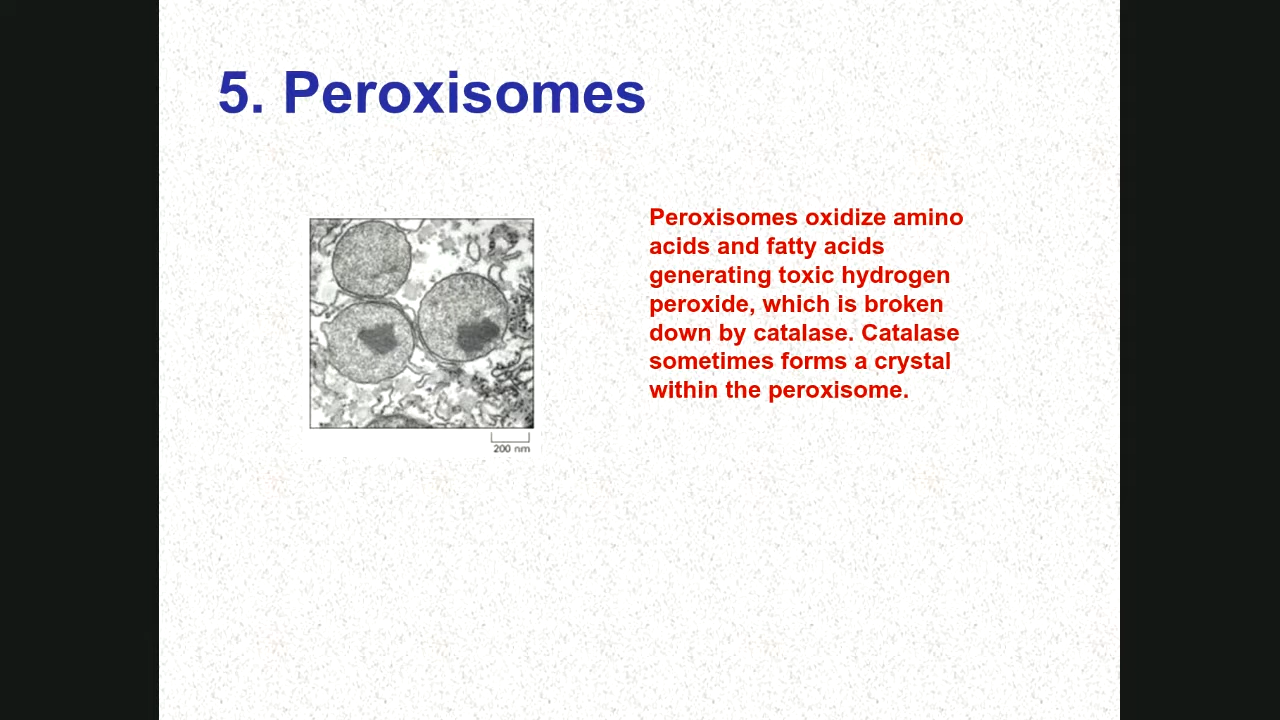 5. Peroxisomes
Peroxisomes oxidize amino
acids and fatty acids
generating toxic hydrogen
peroxide, which is broken
down by catalase. Catalase
sometimes forms a crystal
within the peroxisome.
200 nm